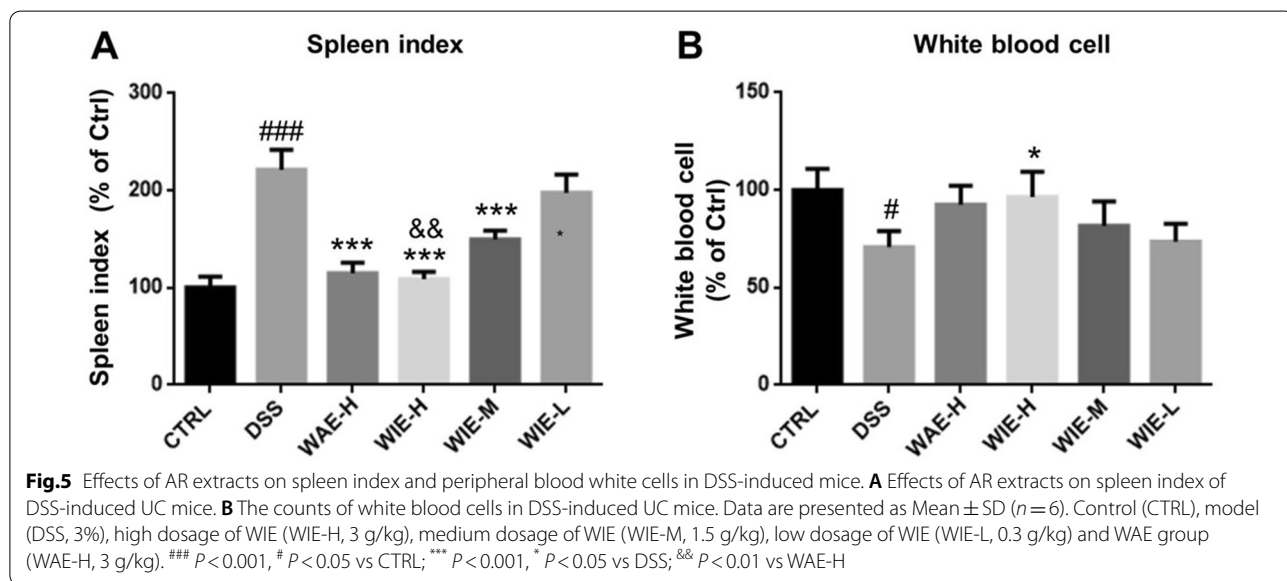 A Spleen index
Spleen index (% of Ctrl)
300
200
100
0
###
***
&&
***
***
*
CTRL
DSS
WAE-H
WIE-H
WIE-M
WIE-L
B White blood cell
White blood cell
(% of Ctrl)
150
100
50
0
#
*
CTRL
DSS
WAE-H
WIE-H
WIE-M
WIE-L
Fig.5 Effects of AR extracts on spleen index and peripheral blood white cells in DSS-induced mice. A Effects of AR extracts on spleen index of
DSS-induced UC mice. B The counts of white blood cells in DSS-induced UC mice. Data are presented as Mean ± SD (n = 6). Control (CTRL), model
(DSS, 3%), high dosage of WIE (WIE-H, 3 g/kg), medium dosage of WIE (WIE-M, 1.5 g/kg), low dosage of WIE (WIE-L, 0.3 g/kg) and WAE group
(WAE-H, 3 g/kg). ### P < 0.001, # P < 0.05 vs CTRL; *** P < 0.001, * P < 0.05 vs DSS; && P < 0.01 vs WAE-H